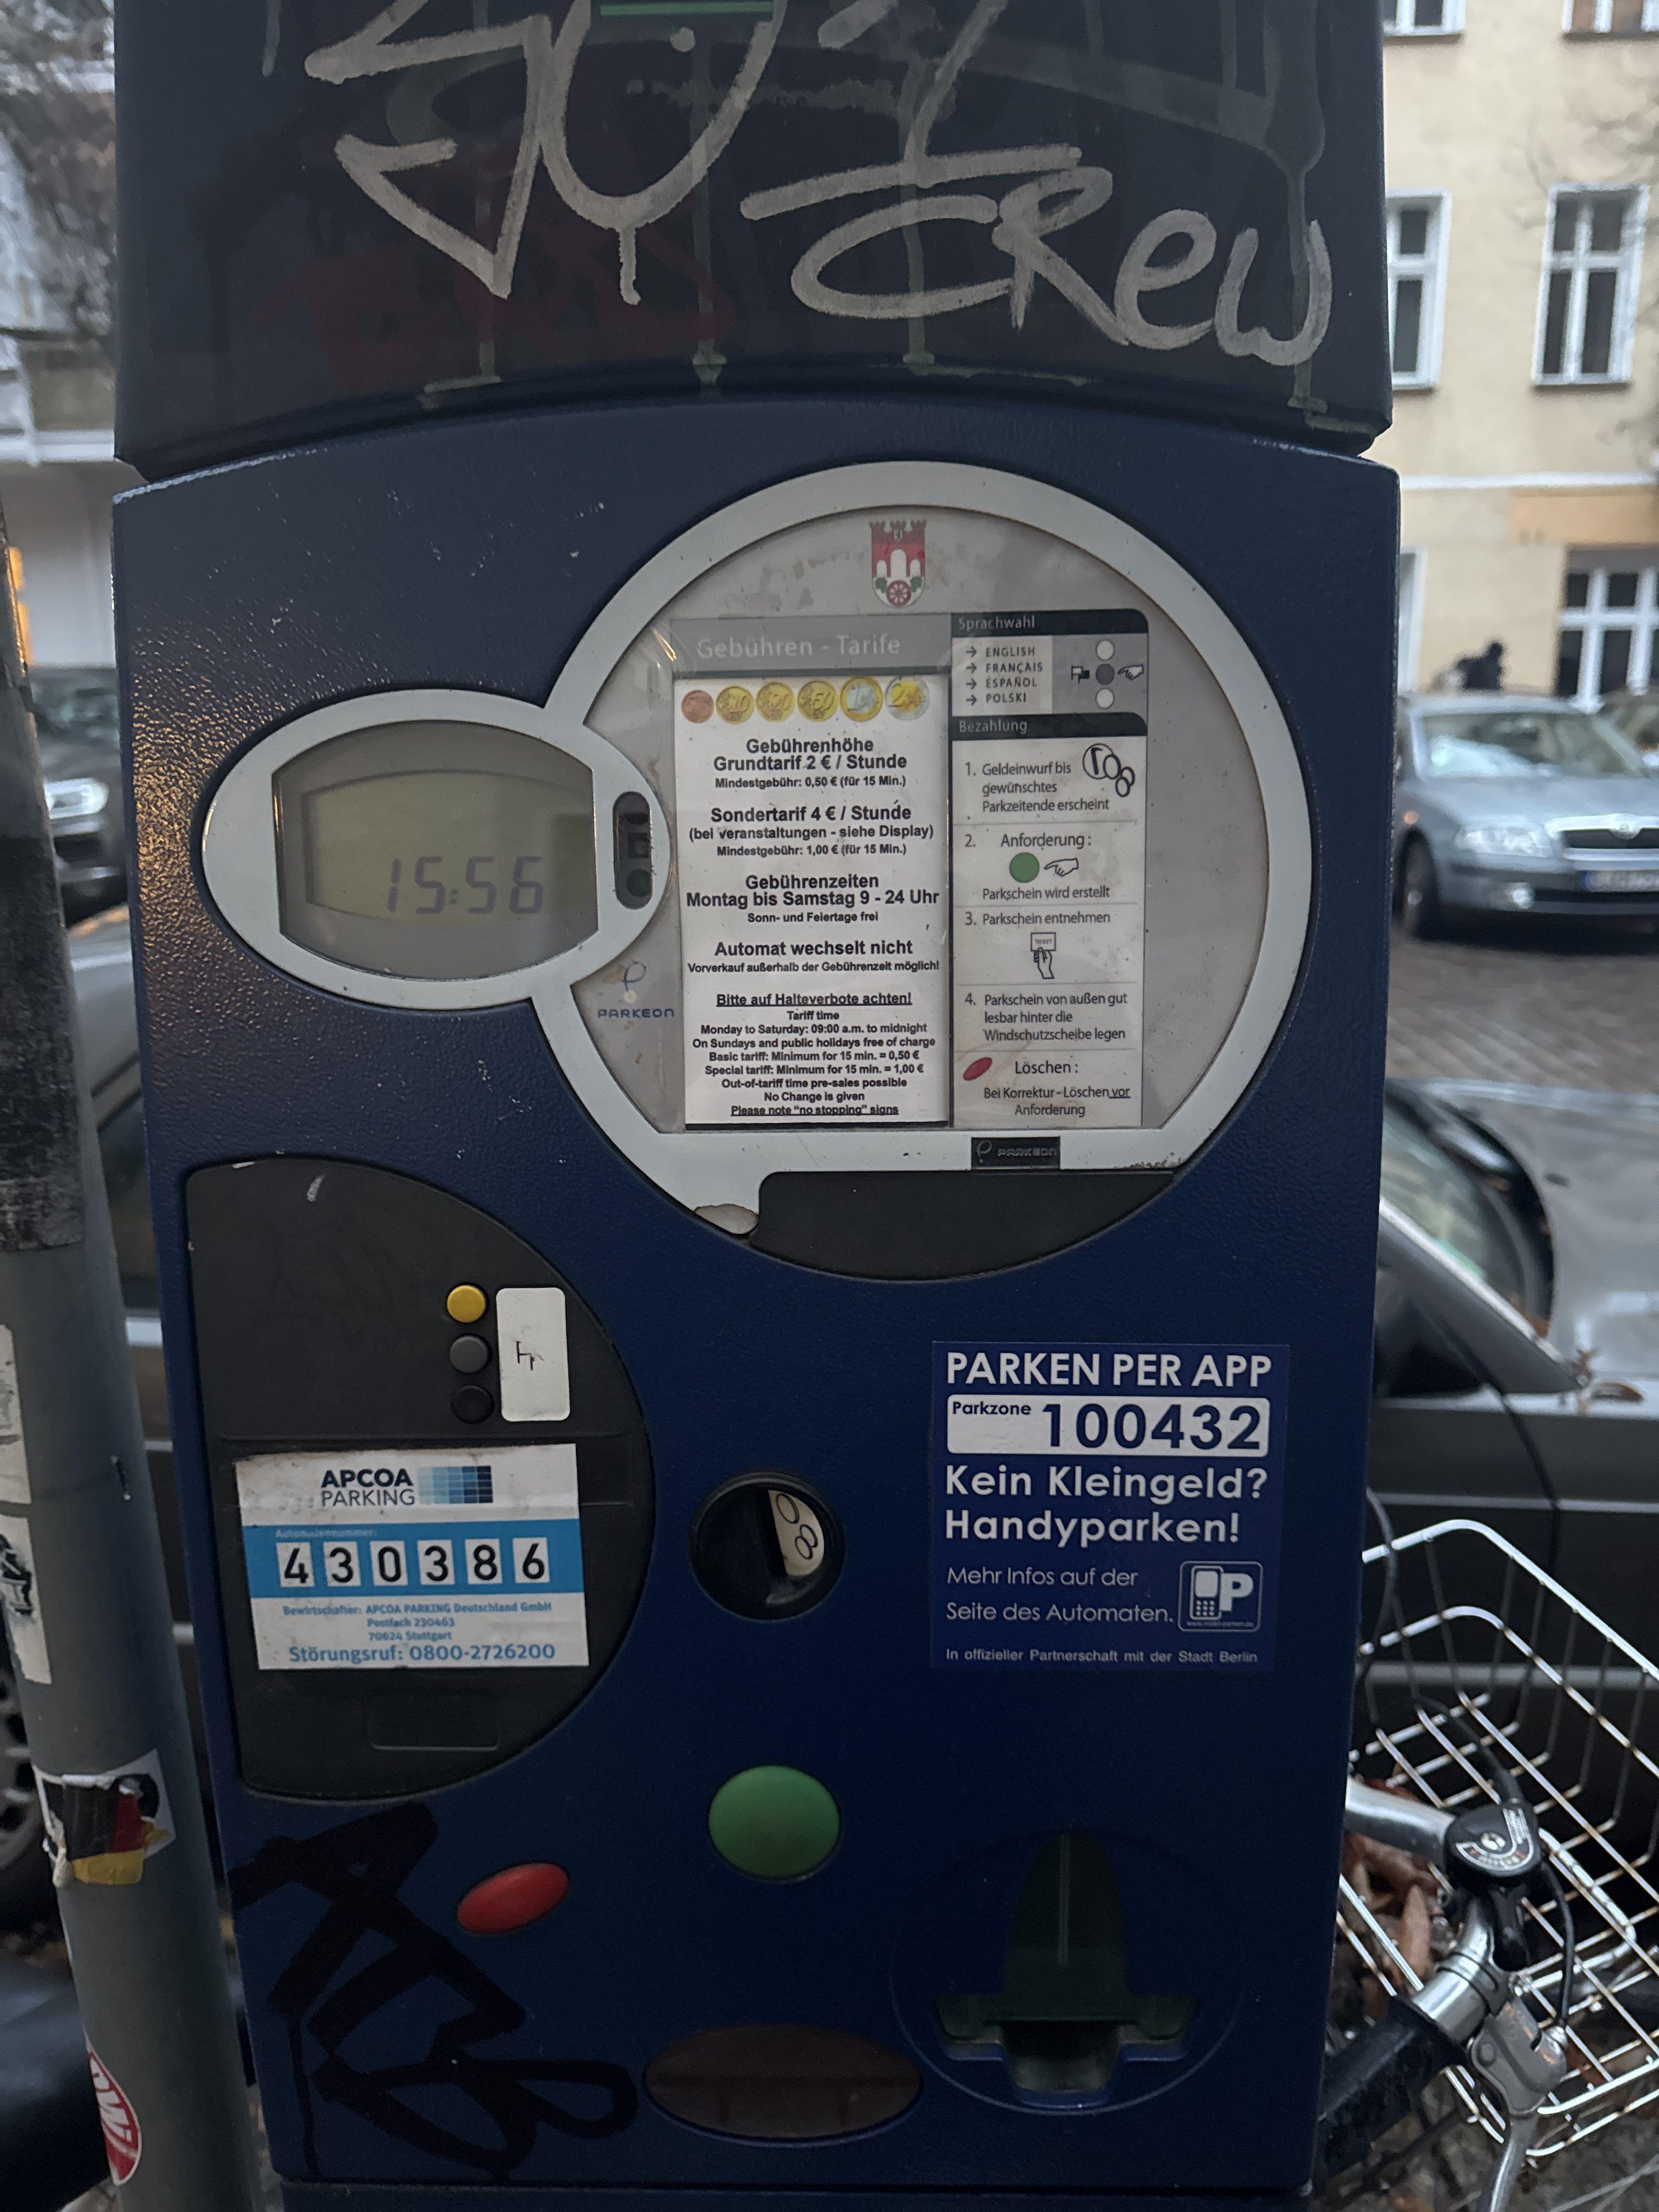 CREW
Gebühren - Tarife
Gebührenhöhe
Grundtarif 2 € / Stunde
Mindestgebühr: 0,50 € (für 15 Min.)
Sondertarif 4 € / Stunde
(bei Veranstaltungen - siehe Display)
Mindestgebühr: 1,00 € (für 15 Min.)
Gebührenzeiten
Montag bis Samstag 9 - 24 Uhr
Sonn- und Feiertage frei
Automat wechselt nicht
Vorverkauf außerhalb der Gebührenzeit möglich!
Bitte auf Halteverbote achten!
Tariff time
Monday to Saturday: 09:00 a.m. to midnight
On Sundays and public holidays free of charge
Basic tariff: Minimum for 15 min. = 0,50 €
Special tariff: Minimum for 15 min. = 1,00 €
Out-of-tariff time pre-sales possible
No Change is given
Please note "no stopping" signs
Sprachwahl
→ ENGLISH
→ FRANÇAIS
→ ESPAÑOL
→ POLSKI
Bezahlung
1. Geldeinwurf bis
gewünschtes
Parkzeitende erscheint
2. Anforderung :
Parkschein wird erstellt
3. Parkschein entnehmen
TICKET
4. Parkschein von außen gut
lesbar hinter die
Windschutzscheibe legen
Löschen :
Bei Korrektur - Löschen vor
Anforderung
15:56
PARKEON
PARKEON
APCOA
PARKING
Automatennummer:
430386
Bewirtschafter: APCOA PARKING Deutschland GmbH
Postfach 230463
70624 Stuttgart
Störungsruf: 0800-2726200
PARKEN PER APP
Parkzone 100432
Kein Kleingeld?
Handyparken!
Mehr Infos auf der
Seite des Automaten.
P
In offizieller Partnerschaft mit der Stadt Berlin